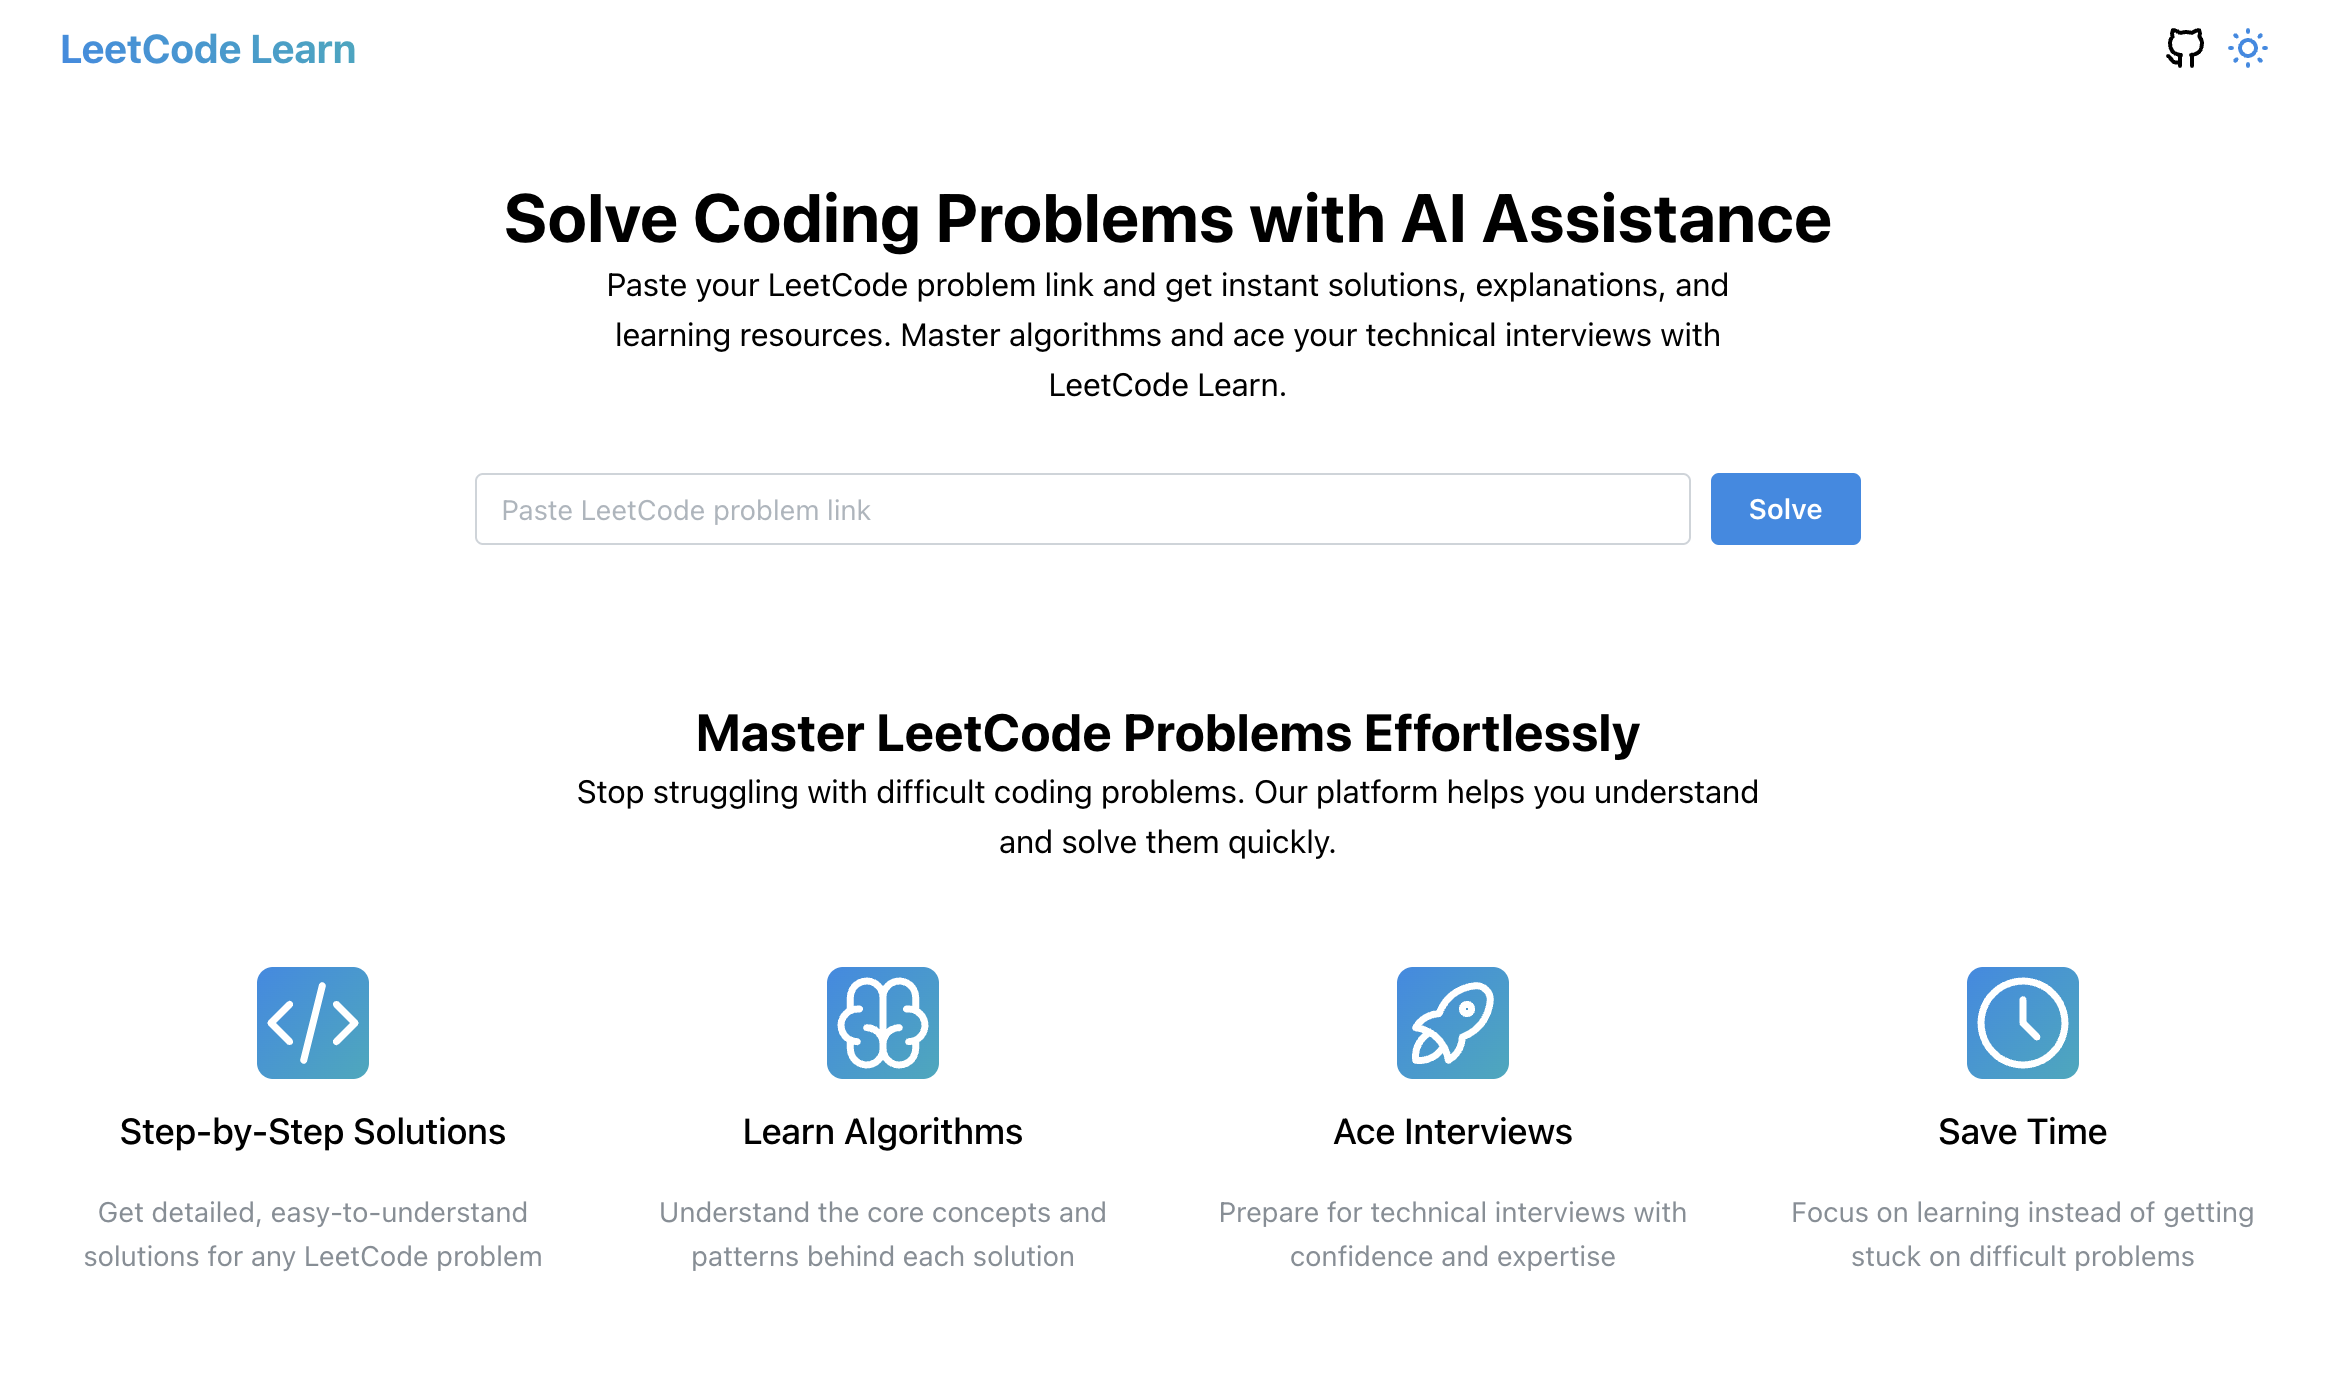 LeetCode Learn
Solve Coding Problems with AI Assistance
Paste your LeetCode problem link and get instant solutions, explanations, and
learning resources. Master algorithms and ace your technical interviews with
LeetCode Learn.
Paste LeetCode problem link
Solve
Master LeetCode Problems Effortlessly
Stop struggling with difficult coding problems. Our platform helps you understand
and solve them quickly.
Step-by-Step Solutions
Get detailed, easy-to-understand
solutions for any LeetCode problem
Learn Algorithms
Understand the core concepts and
patterns behind each solution
Ace Interviews
Prepare for technical interviews with
confidence and expertise
Save Time
Focus on learning instead of getting
stuck on difficult problems